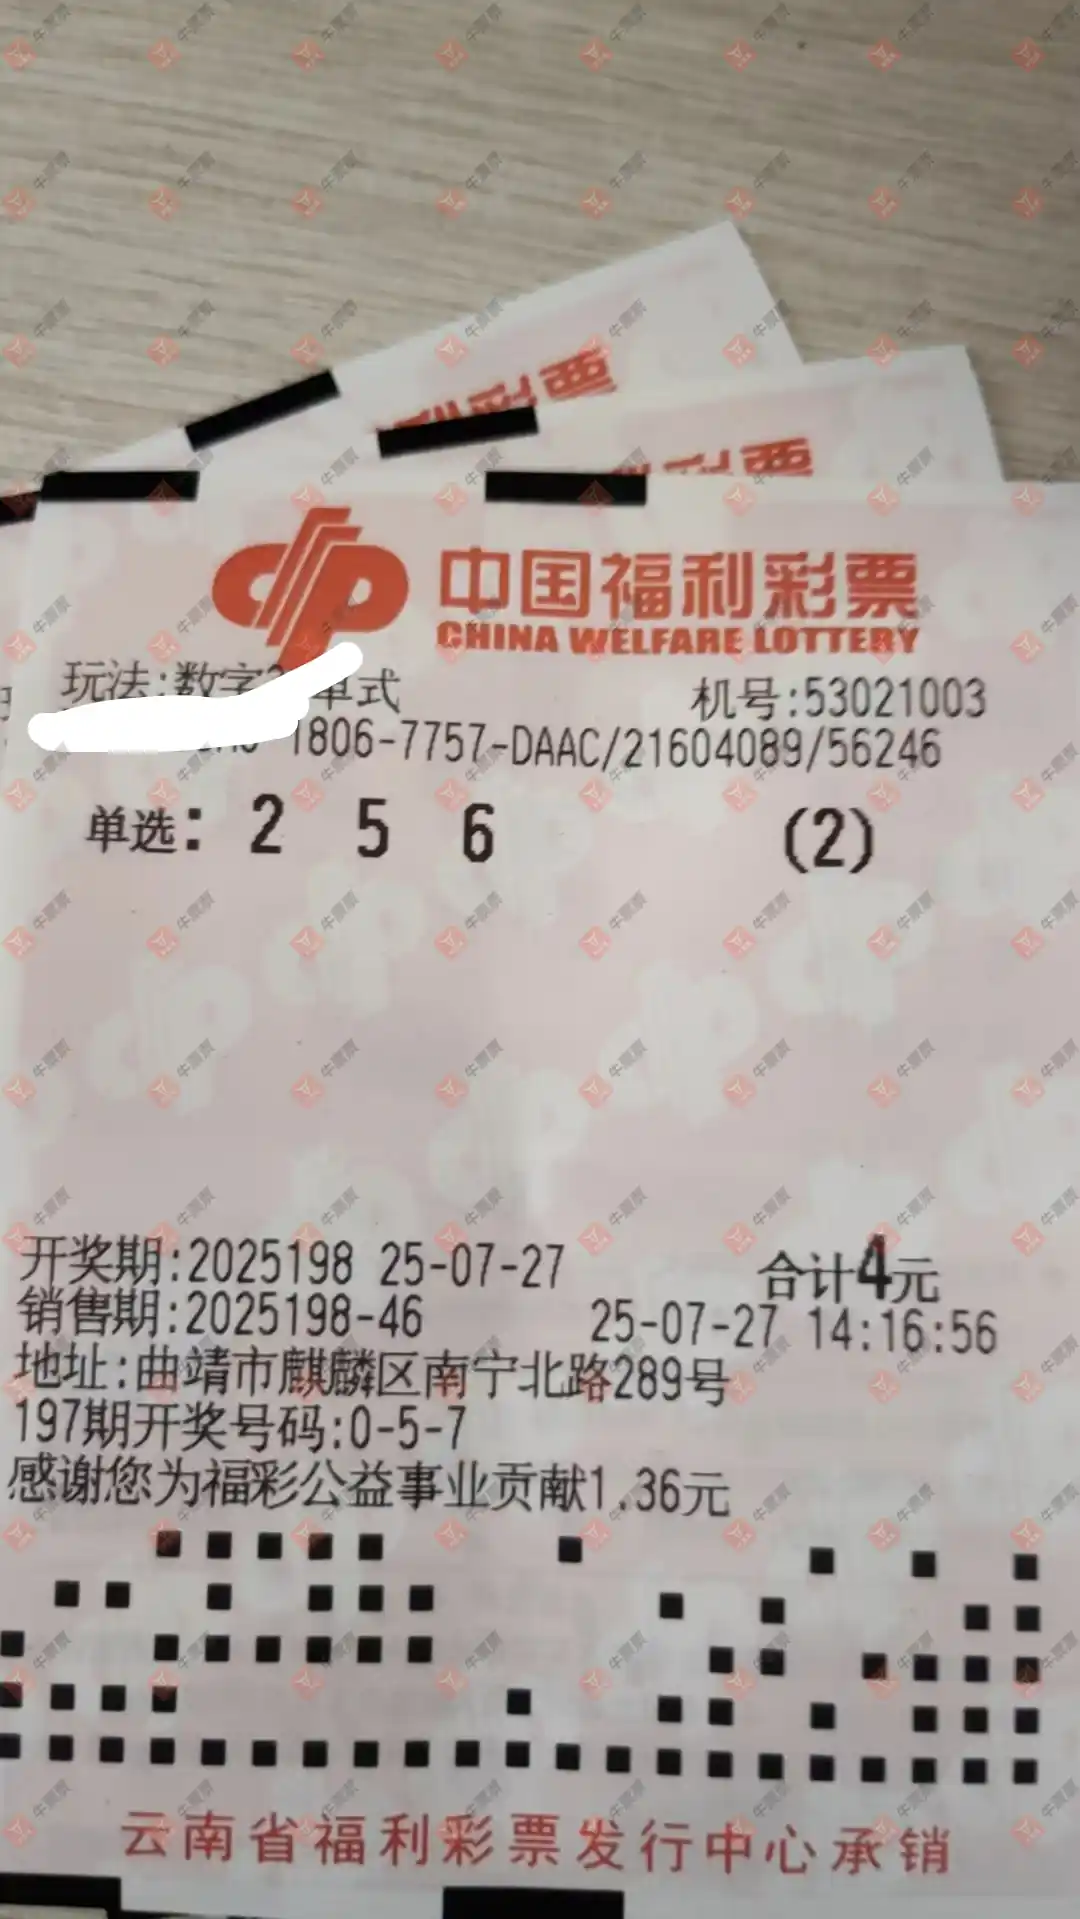 票
票
中国福利彩票
CHINA WELFARE LOTTERY
玩法:数字 单式
机号:53021003
1806-7757-DAAC/21604089/56246
单选: 2 5 6 (2)
开奖期:2025198 25-07-27 合计4元
销售期:2025198-46 25-07-27 14:16:56
地址:曲靖市麒麟区南宁北路289号
197期开奖号码:0-5-7
感谢您为福彩公益事业贡献1.36元
云南省福利彩票发行中心承销
牛票票